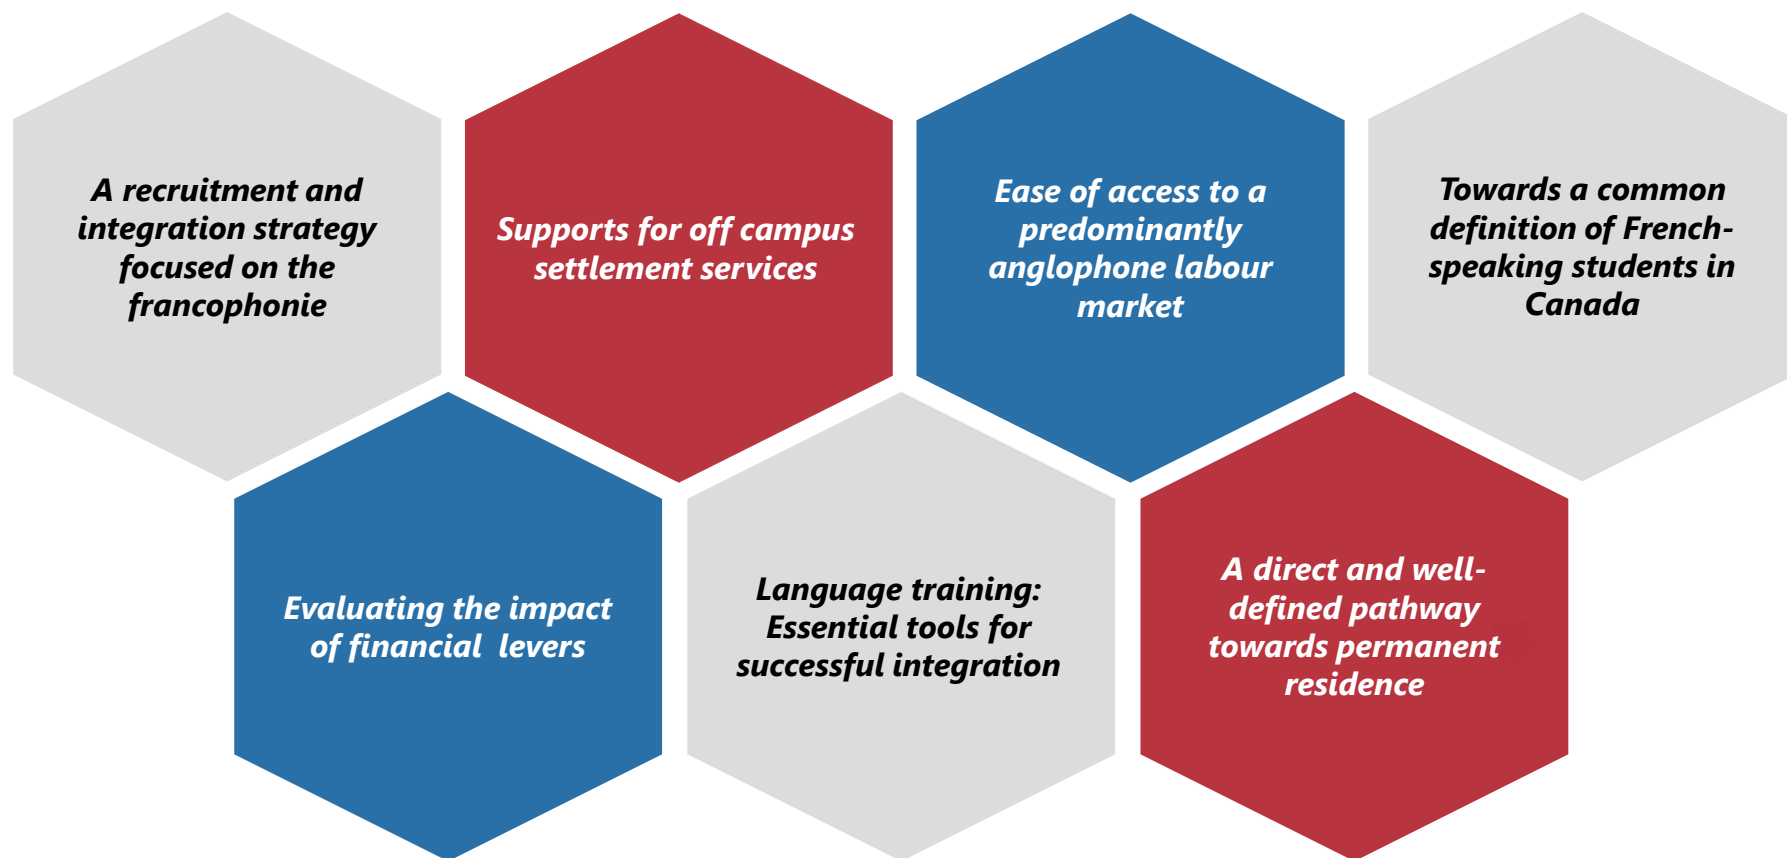 A recruitment and
integration strategy
focused on the
francophonie
Supports for off campus
settlement services
Ease of access to a
predominantly
anglophone labour
market
Towards a common
definition of French-
speaking students in
Canada
Evaluating the impact
of financial  levers
Language training:
Essential tools for
successful integration
A direct and well-
defined pathway
towards permanent
residence